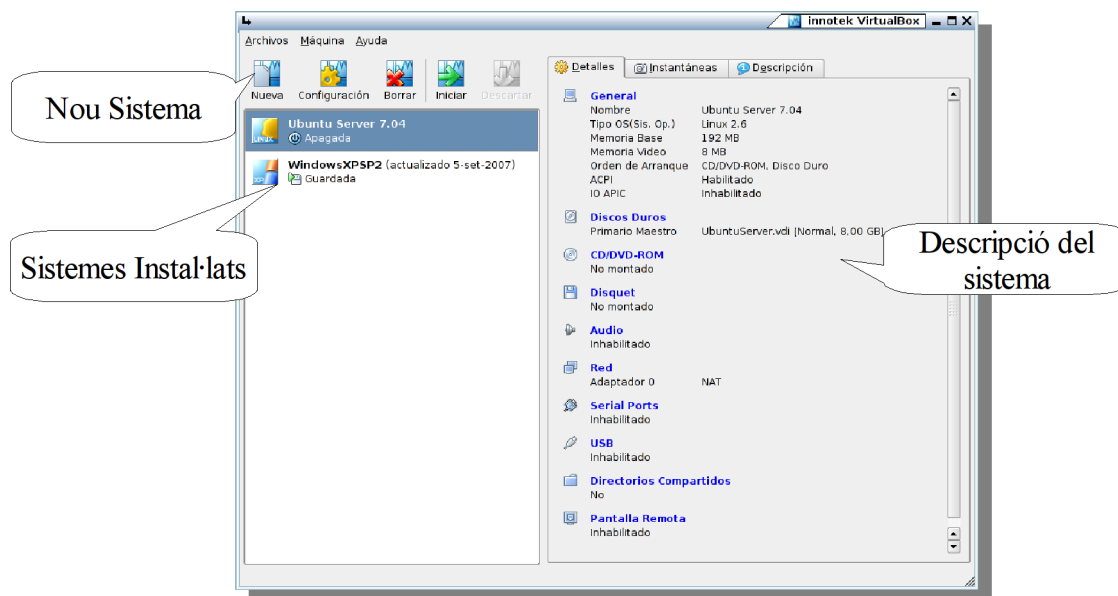 innotek VirtualBox
Archivos Máquina Ayuda
Nueva Configuración Borrar Iniciar Descartar
Nou Sistema
Ubuntu Server 7.04
Apagada
WindowsXPSP2 (actualizado 5-set-2007)
Guardada
Sistemes Instal·lats
Detalles Instantáneas Descripción
General
Nombre Ubuntu Server 7.04
Tipo OS(Sis. Op.) Linux 2.6
Memoria Base 192 MB
Memoria Video 8 MB
Orden de Arranque CD/DVD-ROM, Disco Duro
ACPI Habilitado
IO APIC Inhabilitado
Discos Duros
Primario Maestro UbuntuServer.vdi [Normal, 8,00 GB]
CD/DVD-ROM
No montado
Disquet
No montado
Audio
Inhabilitado
Red
Adaptador 0 NAT
Serial Ports
Inhabilitado
USB
Inhabilitado
Directorios Compartidos
No
Pantalla Remota
Inhabilitado
Descripció del
sistema